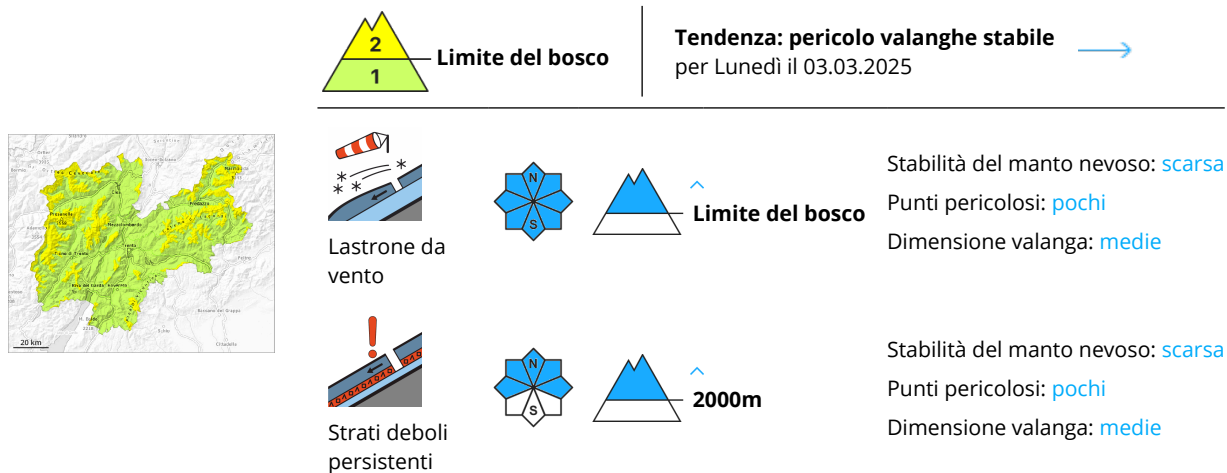 2
1
Limite del bosco
Tendenza: pericolo valanghe stabile
per Lunedì il 03.03.2025
20 km
Trento
N
S
Limite del bosco
Lastrone da
vento
Stabilità del manto nevoso: scarsa
Punti pericolosi: pochi
Dimensione valanga: medie
N
S
2000m
Strati deboli
persistenti
Stabilità del manto nevoso: scarsa
Punti pericolosi: pochi
Dimensione valanga: medie